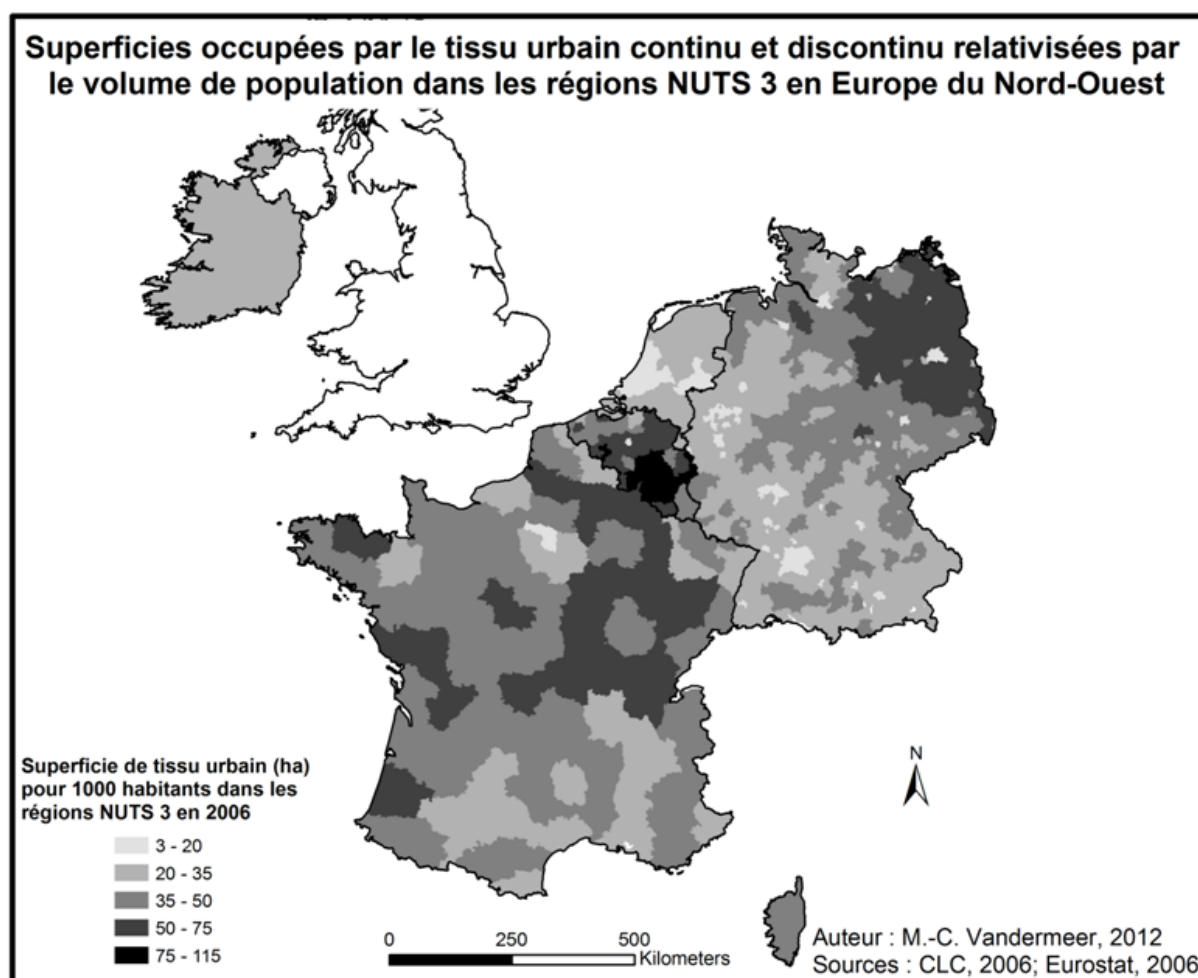 Superficies occupées par le tissu urbain continu et discontinu relativisées par
le volume de population dans les régions NUTS 3 en Europe du Nord-Ouest
Superficie de tissu urbain (ha)
pour 1000 habitants dans les
régions NUTS 3 en 2006
3 - 20
20 - 35
35 - 50
50 - 75
75 - 115
N
0 250 500
Kilometers
Auteur : M.-C. Vandermeer, 2012
Sources : CLC, 2006; Eurostat, 2006